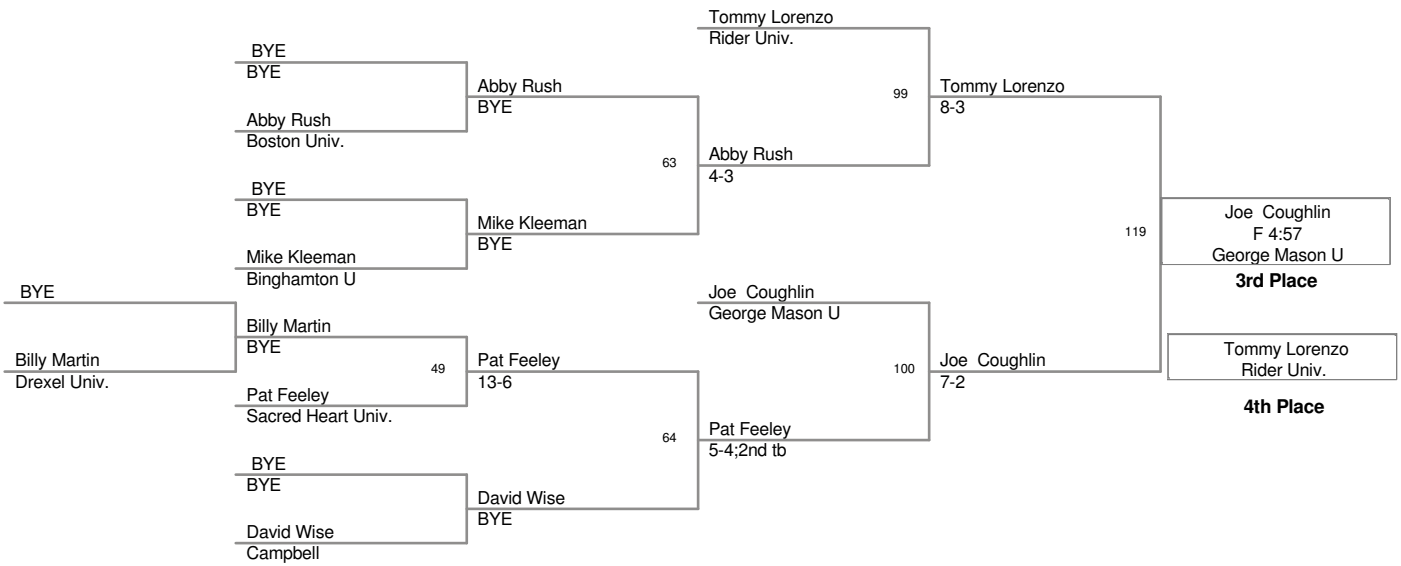 Tommy Lorenzo
Rider Univ.
BYE
BYE
Abby Rush
BYE
99
Tommy Lorenzo
8-3
Abby Rush
Boston Univ.
63
Abby Rush
4-3
BYE
BYE
Mike Kleeman
BYE
119
Joe Coughlin
F 4:57
George Mason U
3rd Place
Mike Kleeman
Binghamton U
BYE
Joe Coughlin
George Mason U
Billy Martin
BYE
Billy Martin
Drexel Univ.
49
Pat Feeley
13-6
100
Joe Coughlin
7-2
Tommy Lorenzo
Rider Univ.
4th Place
Pat Feeley
Sacred Heart Univ.
64
Pat Feeley
5-4;2nd tb
BYE
BYE
David Wise
BYE
David Wise
Campbell